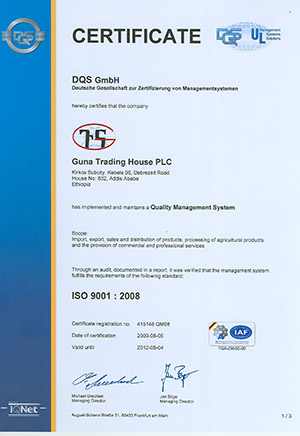 CERTIFICATE
DQS
UL
Management
Systems
Solutions
DQS GmbH
Deutsche Gesellschaft zur Zertifizierung von Managementsystemen
hereby certifies that the company
Guna Trading House PLC
Kirkos Subcity, Kebele 05, Debrezeit Road
House No: 832, Addis Ababa
Ethiopia
has implemented and maintains a Quality Management System
Scope:
Import, export, sales and distribution of products; processing of agricultural products
and the provision of commercial and professional services
Through an audit, documented in a report, it was verified that the management system
fulfills the requirements of the following standard:
ISO 9001 : 2008
Certificate registration no. 419148 QM08
Date of certification 2009-08-05
Valid until 2012-08-04
IAF
TGA-ZM-02-90
Michael Drechsel
Managing Director
Jan Böge
Managing Director
IQNet
August-Schanz-Straße 21, 60433 Frankfurt am Main
1 / 3